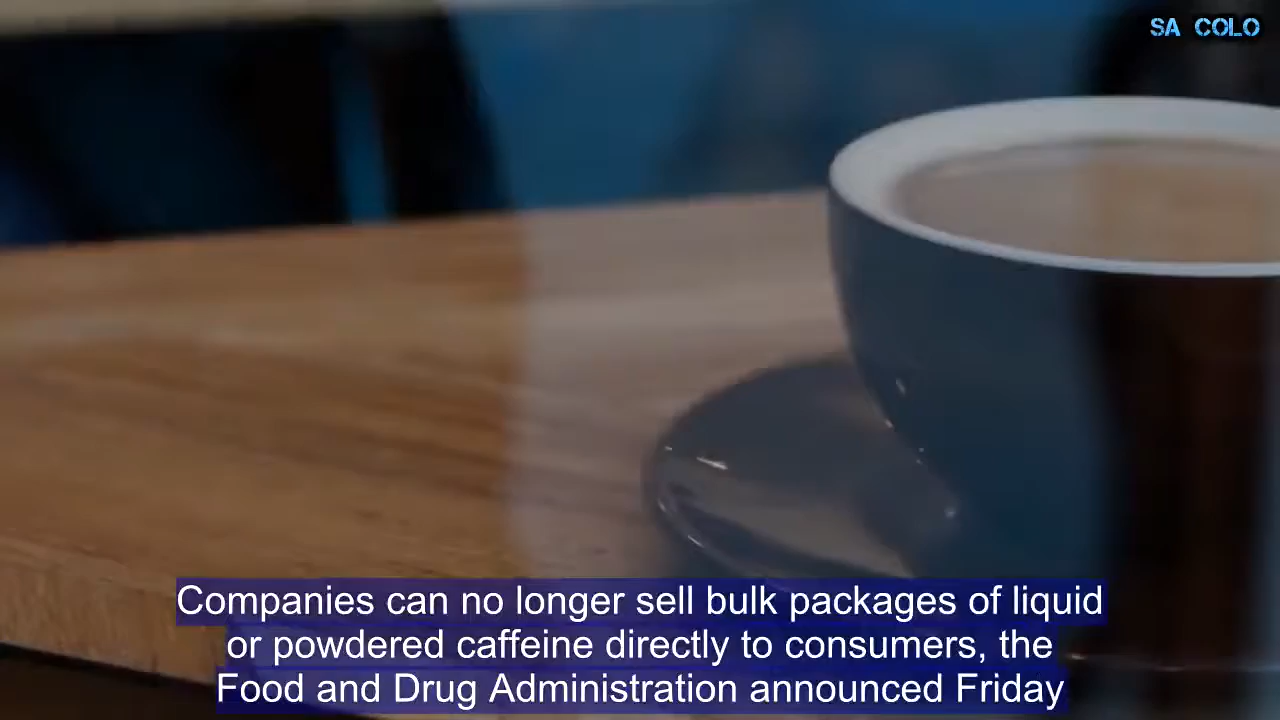 SA COLO
Companies can no longer sell bulk packages of liquid
or powdered caffeine directly to consumers, the
Food and Drug Administration announced Friday